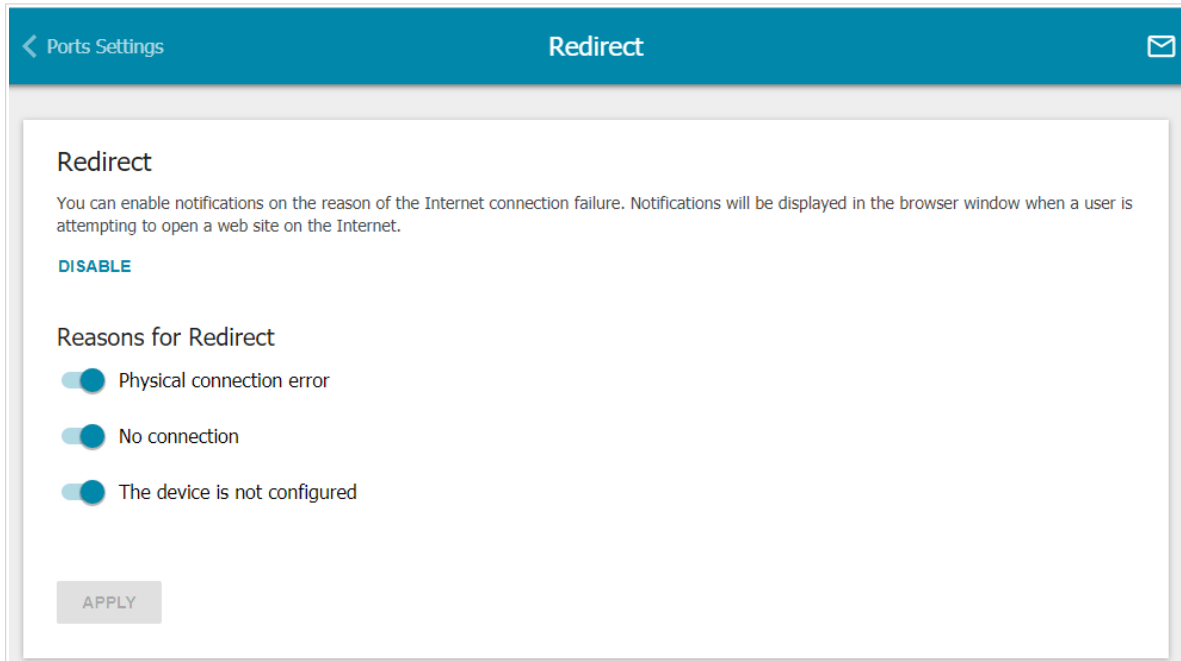 Ports Settings
Redirect
Redirect
You can enable notifications on the reason of the Internet connection failure. Notifications will be displayed in the browser window when a user is
attempting to open a web site on the Internet.
DISABLE
Reasons for Redirect
Physical connection error
No connection
The device is not configured
APPLY